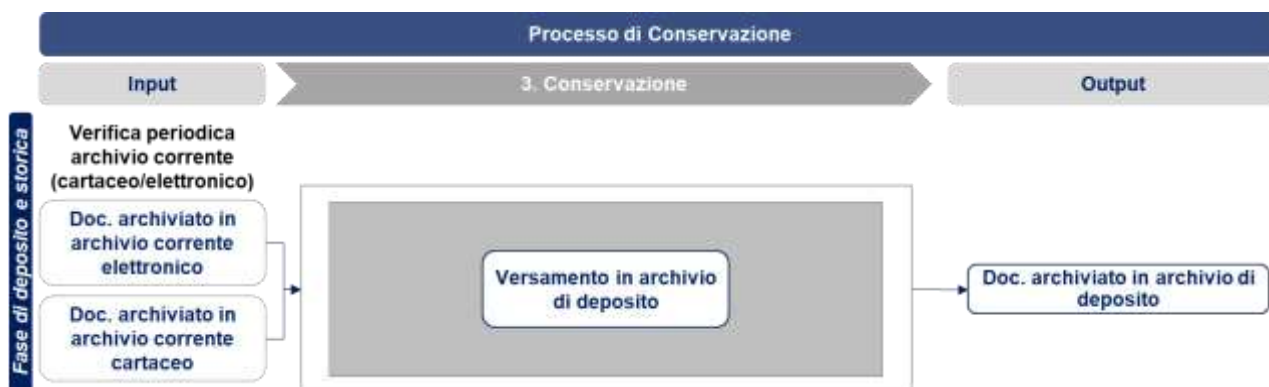 Processo di Conservazione
Input
3. Conservazione
Output
Fase di deposito e storica
Verifica periodica
archivio corrente
(cartaceo/elettronico)
Doc. archiviato in
archivio corrente
elettronico
Doc. archiviato in
archivio corrente
cartaceo
Versamento in archivio
di deposito
Doc. archiviato in archivio di
deposito